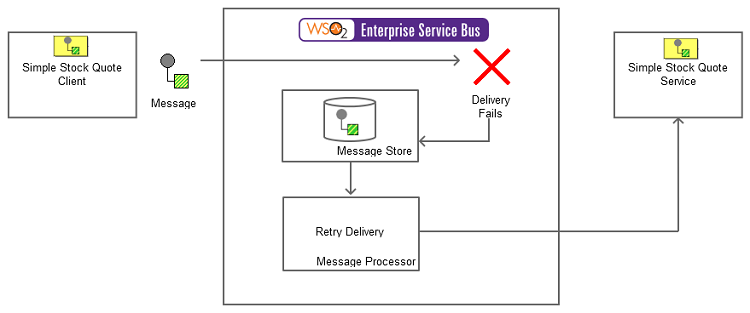 WSO2 Enterprise Service Bus
Simple Stock Quote
Client
Message
Delivery
Fails
Simple Stock Quote
Service
Message Store
Retry Delivery
Message Processor